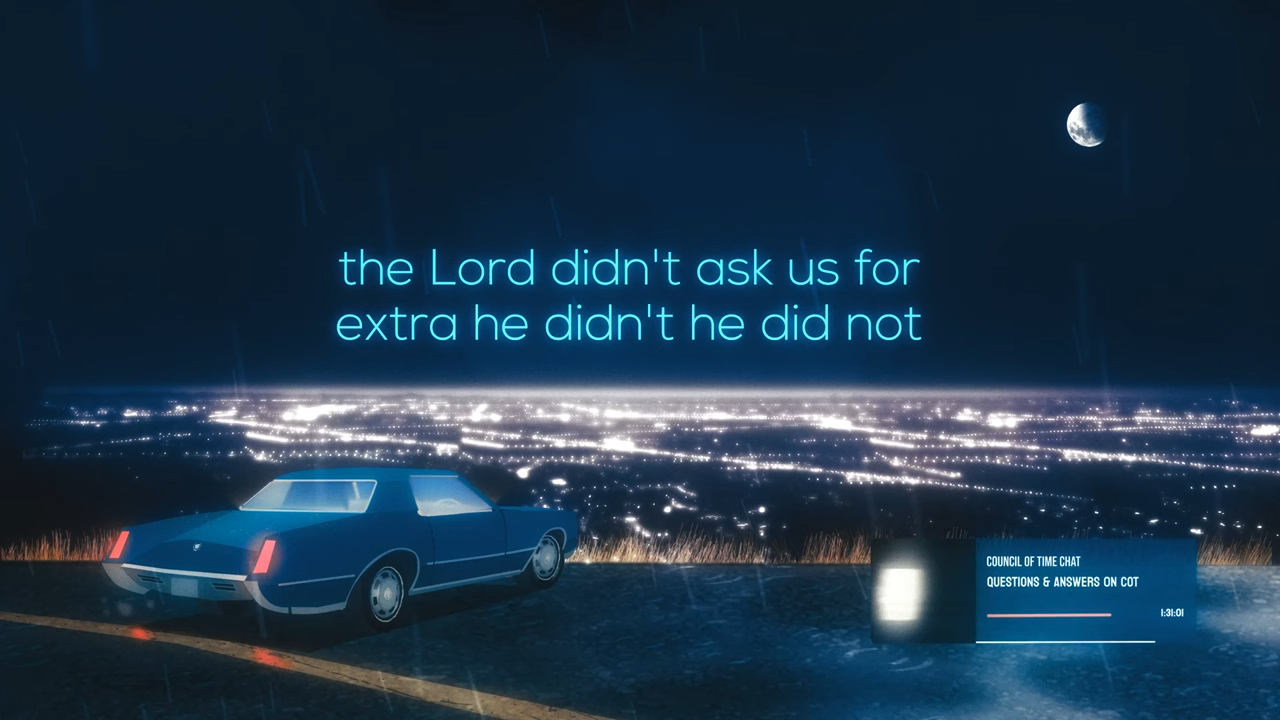 the Lord didn't ask us for
extra he didn't he did not
COUNCIL OF TIME CHAT
QUESTIONS & ANSWERS ON COT
1:31:01